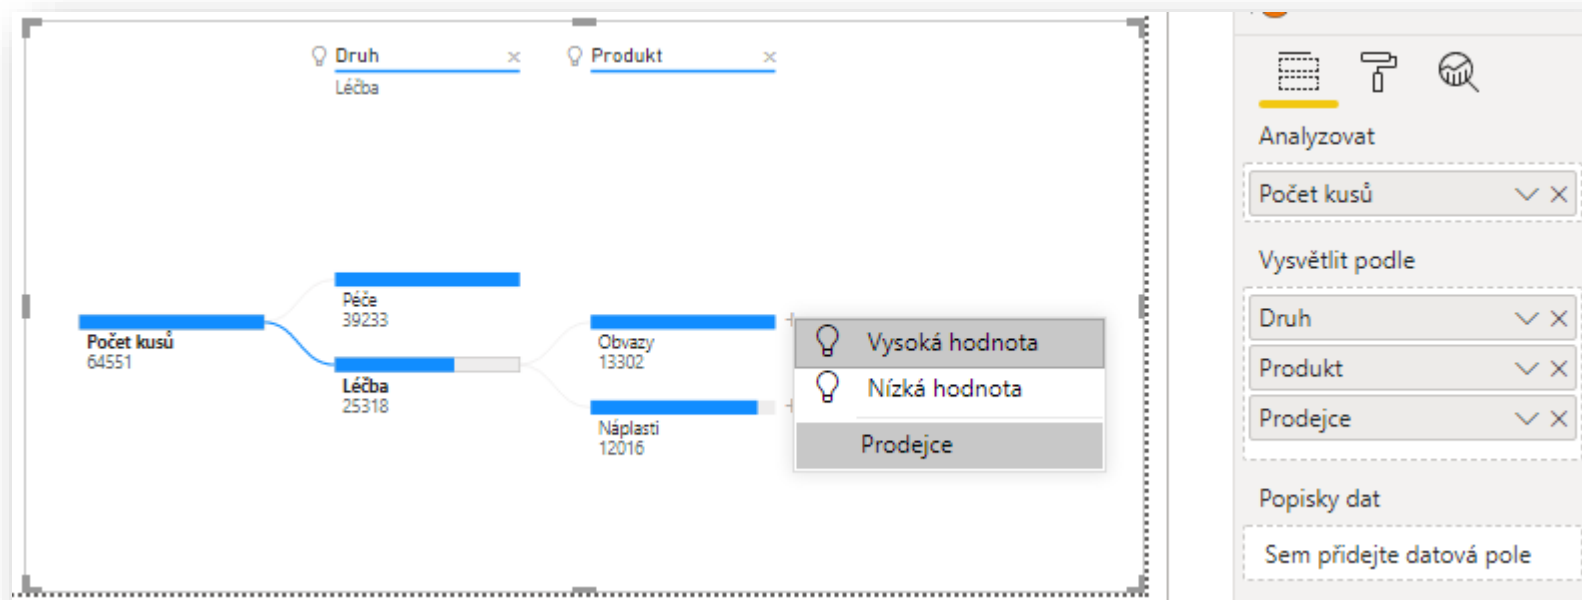 Druh
Léčba
Produkt
Péče
39233
Počet kusů
64551
Léčba
25318
Obvazy
13302
Náplasti
12016
Vysoká hodnota
Nízká hodnota
Prodejce
Analyzovat
Počet kusů
Vysvětlit podle
Druh
Produkt
Prodejce
Popisky dat
Sem přidejte datová pole